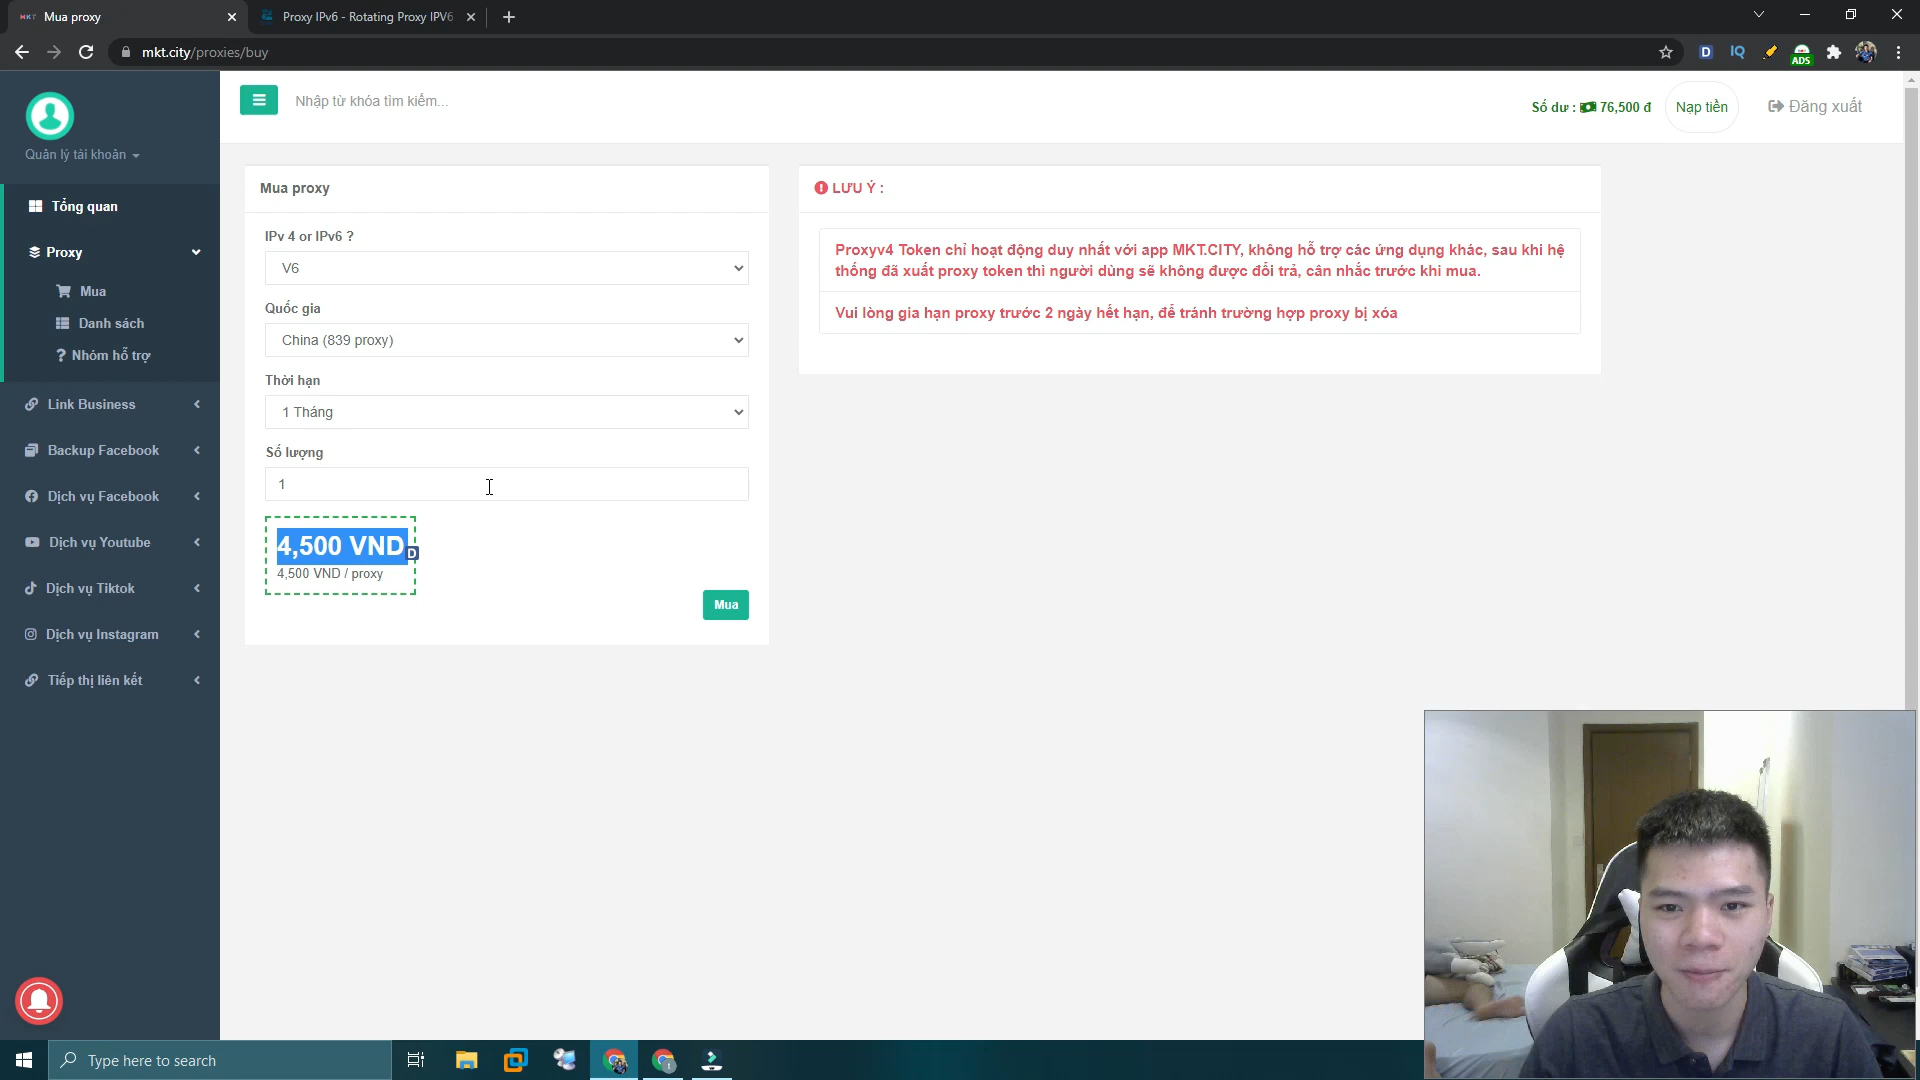 MKT Mua proxy
Proxy IPv6 - Rotating Proxy IPV6
mkt.city/proxies/buy
D
IQ
ADS
Quản lý tài khoản
Tổng quan
Proxy
Mua
Danh sách
? Nhóm hỗ trợ
Link Business
Backup Facebook
Dịch vụ Facebook
Dịch vụ Youtube
Dịch vụ Tiktok
Dịch vụ Instagram
Tiếp thị liên kết
Nhập từ khóa tìm kiếm...
Số dư : 76,500 đ
Nạp tiền
Đăng xuất
Mua proxy
IPv 4 or IPv6 ?
V6
Quốc gia
China (839 proxy)
Thời hạn
1 Tháng
Số lượng
1
4,500 VND
D
4,500 VND / proxy
Mua
LƯU Ý :
Proxyv4 Token chỉ hoạt động duy nhất với app MKT.CITY, không hỗ trợ các ứng dụng khác, sau khi hệ
thống đã xuất proxy token thì người dùng sẽ không được đổi trả, cân nhắc trước khi mua.
Vui lòng gia hạn proxy trước 2 ngày hết hạn, để tránh trường hợp proxy bị xóa
Type here to search